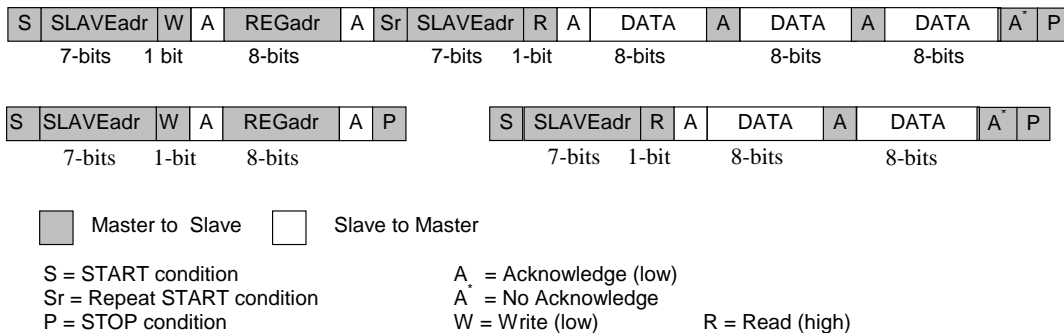 S SLAVEadr W A REGadr A Sr SLAVEadr R A DATA A DATA A DATA A* P
7-bits 1 bit 8-bits 7-bits 1-bit 8-bits 8-bits 8-bits
S SLAVEadr W A REGadr A P S SLAVEadr R A DATA A DATA A* P
7-bits 1-bit 8-bits 7-bits 1-bit 8-bits 8-bits
Master to Slave Slave to Master
S = START condition A = Acknowledge (low)
Sr = Repeat START condition A* = No Acknowledge
P = STOP condition W = Write (low) R = Read (high)